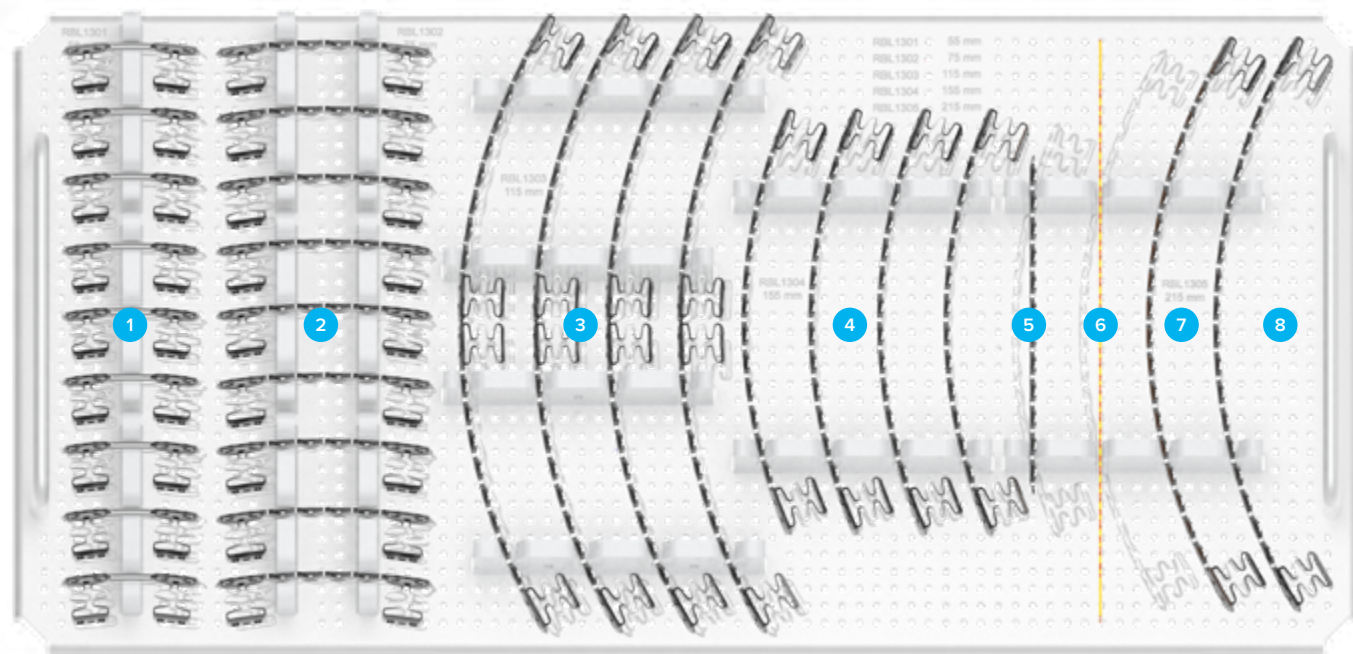 RBL1301
RBL1302
RBL1301 55 mm
RBL1302 75 mm
RBL1303 115 mm
RBL1304 155 mm
RBL1305 215 mm
RBL1303
115 mm
RBL1304
155 mm
RBL1305
215 mm
1
2
3
4
5
6
7
8